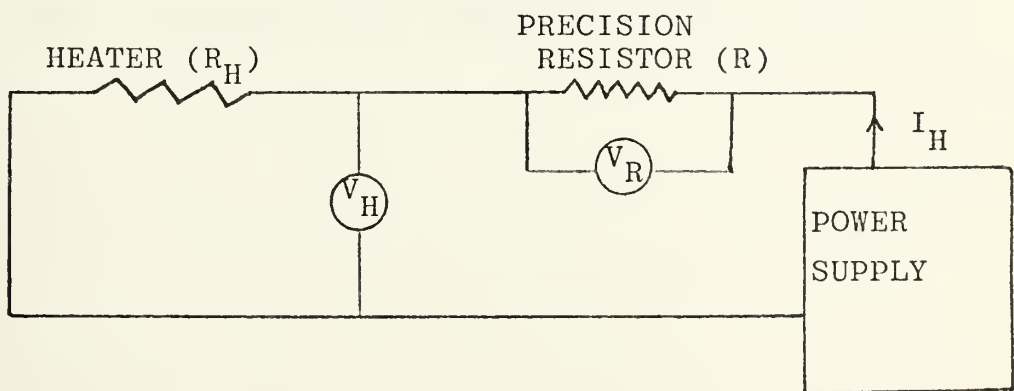 PRECISION
HEATER (R_H)
RESISTOR (R)
I_H
V_R
V_H
POWER
SUPPLY